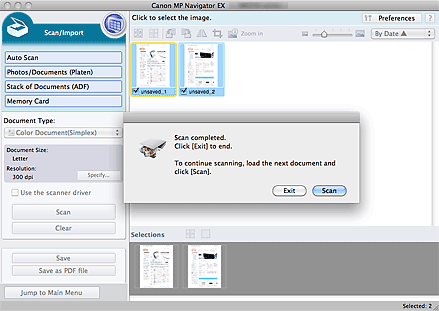 Canon MP Navigator EX
Scan/Import
Click to select the image.
Preferences
Zoom in
By Date
Auto Scan
Photos/Documents (Platen)
Stack of Documents (ADF)
Memory Card
Document Type:
Color Document(Simplex)
Document Size:
Letter
Resolution:
300 dpi
Specify...
Use the scanner driver
Scan
Clear
Save
Save as PDF file
Jump to Main Menu
unsaved_1
unsaved_2
Scan completed.
Click [Exit] to end.
To continue scanning, load the next document and
click [Scan].
Exit
Scan
Selections
Selected: 2